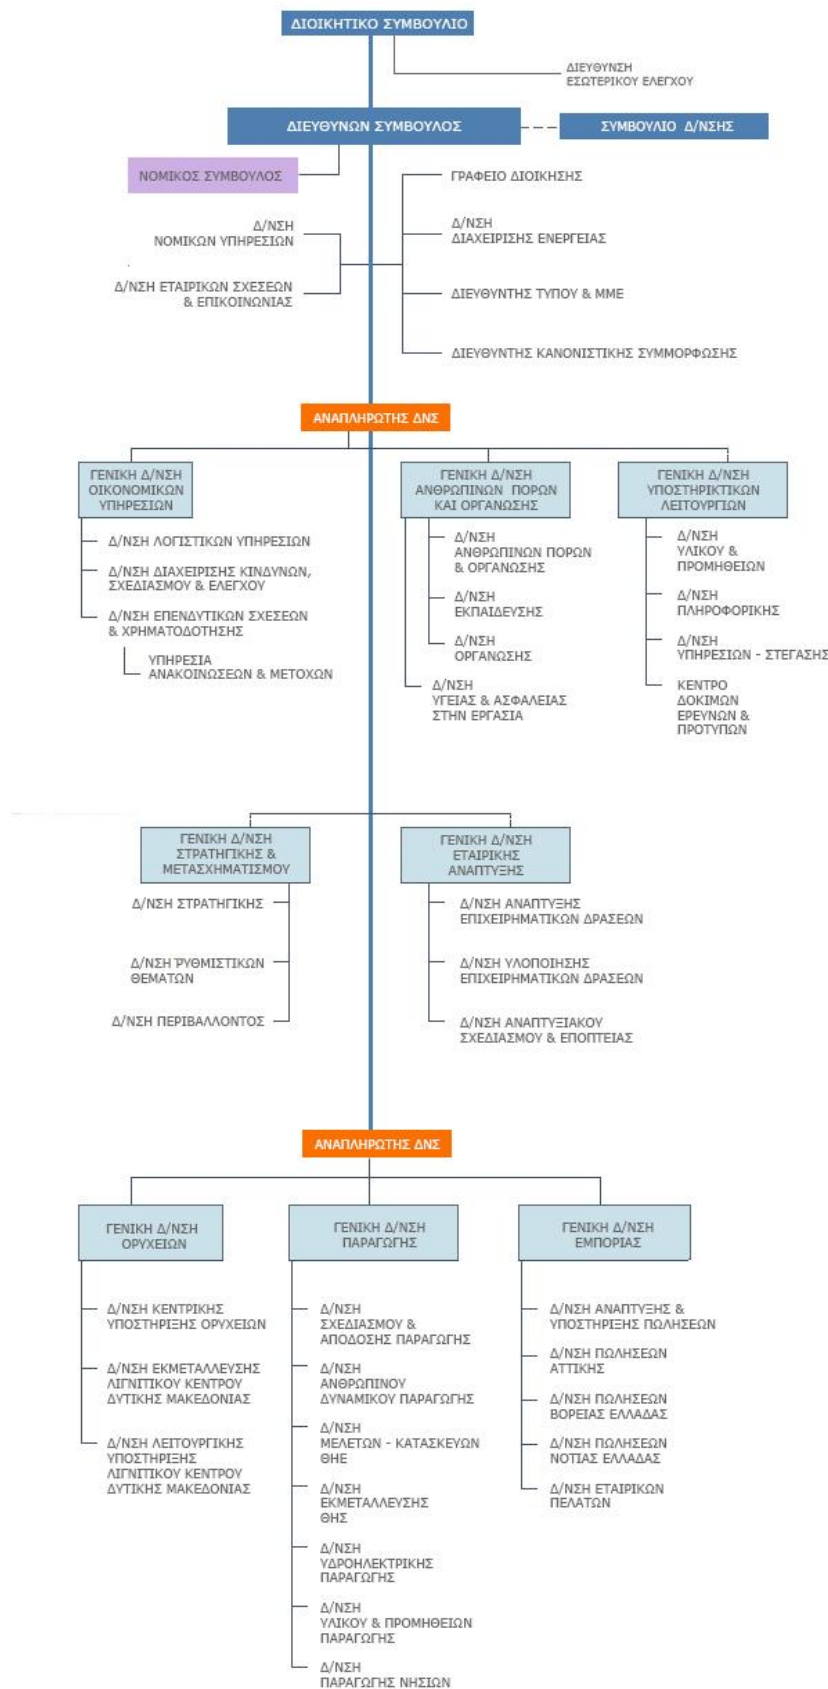 ΔΙΟΙΚΗΤΙΚΟ ΣΥΜΒΟΥΛΙΟ
ΔΙΕΥΘΥΝΣΗ
ΕΣΩΤΕΡΙΚΟΥ ΕΛΕΓΧΟΥ
ΔΙΕΥΘΥΝΩΝ ΣΥΜΒΟΥΛΟΣ
ΣΥΜΒΟΥΛΙΟ Δ/ΝΣΗΣ
ΝΟΜΙΚΟΣ ΣΥΜΒΟΥΛΟΣ
ΓΡΑΦΕΙΟ ΔΙΟΙΚΗΣΗΣ
Δ/ΝΣΗ
ΝΟΜΙΚΩΝ ΥΠΗΡΕΣΙΩΝ
Δ/ΝΣΗ
ΔΙΑΧΕΙΡΙΣΗΣ ΕΝΕΡΓΕΙΑΣ
Δ/ΝΣΗ ΕΤΑΙΡΙΚΩΝ ΣΧΕΣΕΩΝ
& ΕΠΙΚΟΙΝΩΝΙΑΣ
ΔΙΕΥΘΥΝΤΗΣ ΤΥΠΟΥ & ΜΜΕ
ΔΙΕΥΘΥΝΤΗΣ ΚΑΝΟΝΙΣΤΙΚΗΣ ΣΥΜΜΟΡΦΩΣΗΣ
ΑΝΑΠΛΗΡΩΤΗΣ ΔΝΣ
ΓΕΝΙΚΗ Δ/ΝΣΗ
ΟΙΚΟΝΟΜΙΚΩΝ
ΥΠΗΡΕΣΙΩΝ
Δ/ΝΣΗ ΛΟΓΙΣΤΙΚΩΝ ΥΠΗΡΕΣΙΩΝ
Δ/ΝΣΗ ΔΙΑΧΕΙΡΙΣΗΣ ΚΙΝΔΥΝΩΝ,
ΣΧΕΔΙΑΣΜΟΥ & ΕΛΕΓΧΟΥ
Δ/ΝΣΗ ΕΠΕΝΔΥΤΙΚΩΝ ΣΧΕΣΕΩΝ
& ΧΡΗΜΑΤΟΔΟΤΗΣΗΣ
ΥΠΗΡΕΣΙΑ
ΑΝΑΚΟΙΝΩΣΕΩΝ & ΜΕΤΟΧΩΝ
ΓΕΝΙΚΗ Δ/ΝΣΗ
ΑΝΘΡΩΠΙΝΩΝ ΠΟΡΩΝ
ΚΑΙ ΟΡΓΑΝΩΣΗΣ
Δ/ΝΣΗ
ΑΝΘΡΩΠΙΝΩΝ ΠΟΡΩΝ
& ΟΡΓΑΝΩΣΗΣ
Δ/ΝΣΗ
ΕΚΠΑΙΔΕΥΣΗΣ
Δ/ΝΣΗ
ΟΡΓΑΝΩΣΗΣ
Δ/ΝΣΗ
ΥΓΕΙΑΣ & ΑΣΦΑΛΕΙΑΣ
ΣΤΗΝ ΕΡΓΑΣΙΑ
ΓΕΝΙΚΗ Δ/ΝΣΗ
ΥΠΟΣΤΗΡΙΚΤΙΚΩΝ
ΛΕΙΤΟΥΡΓΙΩΝ
Δ/ΝΣΗ
ΥΛΙΚΟΥ &
ΠΡΟΜΗΘΕΙΩΝ
Δ/ΝΣΗ
ΠΛΗΡΟΦΟΡΙΚΗΣ
Δ/ΝΣΗ
ΥΠΗΡΕΣΙΩΝ - ΣΤΕΓΑΣΗΣ
ΚΕΝΤΡΟ
ΔΟΚΙΜΩΝ
ΕΡΕΥΝΩΝ &
ΠΡΟΤΥΠΩΝ
ΓΕΝΙΚΗ Δ/ΝΣΗ
ΣΤΡΑΤΗΓΙΚΗΣ &
ΜΕΤΑΣΧΗΜΑΤΙΣΜΟΥ
Δ/ΝΣΗ ΣΤΡΑΤΗΓΙΚΗΣ
Δ/ΝΣΗ ΡΥΘΜΙΣΤΙΚΩΝ
ΘΕΜΑΤΩΝ
Δ/ΝΣΗ ΠΕΡΙΒΑΛΛΟΝΤΟΣ
ΓΕΝΙΚΗ Δ/ΝΣΗ
ΕΤΑΙΡΙΚΗΣ
ΑΝΑΠΤΥΞΗΣ
Δ/ΝΣΗ ΑΝΑΠΤΥΞΗΣ
ΕΠΙΧΕΙΡΗΜΑΤΙΚΩΝ ΔΡΑΣΕΩΝ
Δ/ΝΣΗ ΥΛΟΠΟΙΗΣΗΣ
ΕΠΙΧΕΙΡΗΜΑΤΙΚΩΝ ΔΡΑΣΕΩΝ
Δ/ΝΣΗ ΑΝΑΠΤΥΞΙΑΚΟΥ
ΣΧΕΔΙΑΣΜΟΥ & ΕΠΟΠΤΕΙΑΣ
ΑΝΑΠΛΗΡΩΤΗΣ ΔΝΣ
ΓΕΝΙΚΗ Δ/ΝΣΗ
ΟΡΥΧΕΙΩΝ
Δ/ΝΣΗ ΚΕΝΤΡΙΚΗΣ
ΥΠΟΣΤΗΡΙΞΗΣ ΟΡΥΧΕΙΩΝ
Δ/ΝΣΗ ΕΚΜΕΤΑΛΛΕΥΣΗΣ
ΛΙΓΝΙΤΙΚΟΥ ΚΕΝΤΡΟΥ
ΔΥΤΙΚΗΣ ΜΑΚΕΔΟΝΙΑΣ
Δ/ΝΣΗ ΛΕΙΤΟΥΡΓΙΚΗΣ
ΥΠΟΣΤΗΡΙΞΗΣ
ΛΙΓΝΙΤΙΚΟΥ ΚΕΝΤΡΟΥ
ΔΥΤΙΚΗΣ ΜΑΚΕΔΟΝΙΑΣ
ΓΕΝΙΚΗ Δ/ΝΣΗ
ΠΑΡΑΓΩΓΗΣ
Δ/ΝΣΗ
ΣΧΕΔΙΑΣΜΟΥ &
ΑΠΟΔΟΣΗΣ ΠΑΡΑΓΩΓΗΣ
Δ/ΝΣΗ
ΑΝΘΡΩΠΙΝΟΥ
ΔΥΝΑΜΙΚΟΥ ΠΑΡΑΓΩΓΗΣ
Δ/ΝΣΗ
ΜΕΛΕΤΩΝ - ΚΑΤΑΣΚΕΥΩΝ
ΘΗΕ
Δ/ΝΣΗ
ΕΚΜΕΤΑΛΛΕΥΣΗΣ
ΘΗΣ
Δ/ΝΣΗ
ΥΔΡΟΗΛΕΚΤΡΙΚΗΣ
ΠΑΡΑΓΩΓΗΣ
Δ/ΝΣΗ
ΥΛΙΚΟΥ & ΠΡΟΜΗΘΕΙΩΝ
ΠΑΡΑΓΩΓΗΣ
Δ/ΝΣΗ
ΠΑΡΑΓΩΓΗΣ ΝΗΣΙΩΝ
ΓΕΝΙΚΗ Δ/ΝΣΗ
ΕΜΠΟΡΙΑΣ
Δ/ΝΣΗ ΑΝΑΠΤΥΞΗΣ &
ΥΠΟΣΤΗΡΙΞΗΣ ΠΩΛΗΣΕΩΝ
Δ/ΝΣΗ ΠΩΛΗΣΕΩΝ
ΑΤΤΙΚΗΣ
Δ/ΝΣΗ ΠΩΛΗΣΕΩΝ
ΒΟΡΕΙΑΣ ΕΛΛΑΔΑΣ
Δ/ΝΣΗ ΠΩΛΗΣΕΩΝ
ΝΟΤΙΑΣ ΕΛΛΑΔΑΣ
Δ/ΝΣΗ ΕΤΑΙΡΙΚΩΝ
ΠΕΛΑΤΩΝ